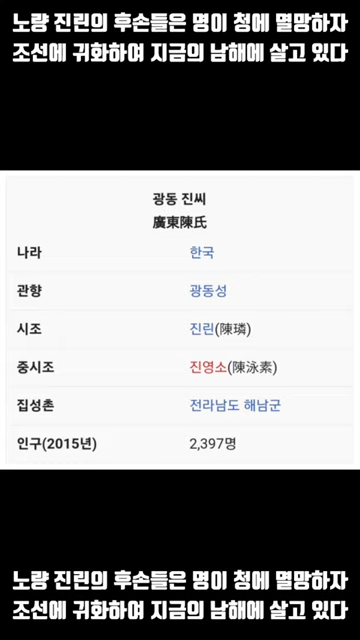 노량 진린의 후손들은 명이 청에 멸망하자
조선에 귀화하여 지금의 남해에 살고 있다
광동 진씨
廣東陳氏
나라 한국
관향 광동성
시조 진린(陳璘)
중시조 진영소(陳泳素)
집성촌 전라남도 해남군
인구(2015년) 2,397명
노량 진린의 후손들은 명이 청에 멸망하자
조선에 귀화하여 지금의 남해에 살고 있다